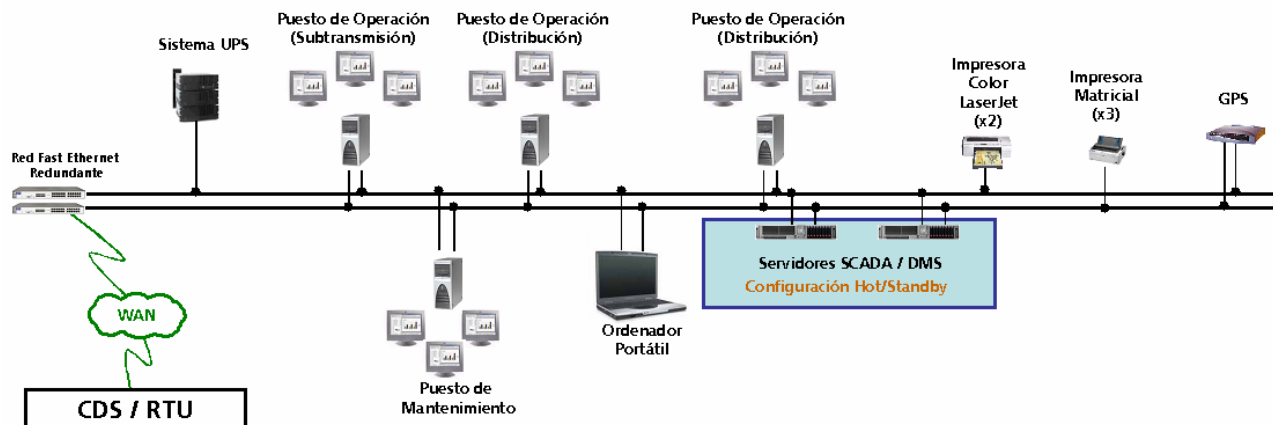 Puesto de Operación
(Subtransmisión)
Puesto de Operación
(Distribución)
Puesto de Operación
(Distribución)
Sistema UPS
Impresora
Color
LaserJet
(x2)
Impresora
Matricial
(x3)
GPS
Red Fast Ethernet
Redundante
Servidores SCADA / DMS
Configuración Hot/Standby
WAN
Ordenador
Portátil
Puesto de
Mantenimiento
CDS / RTU